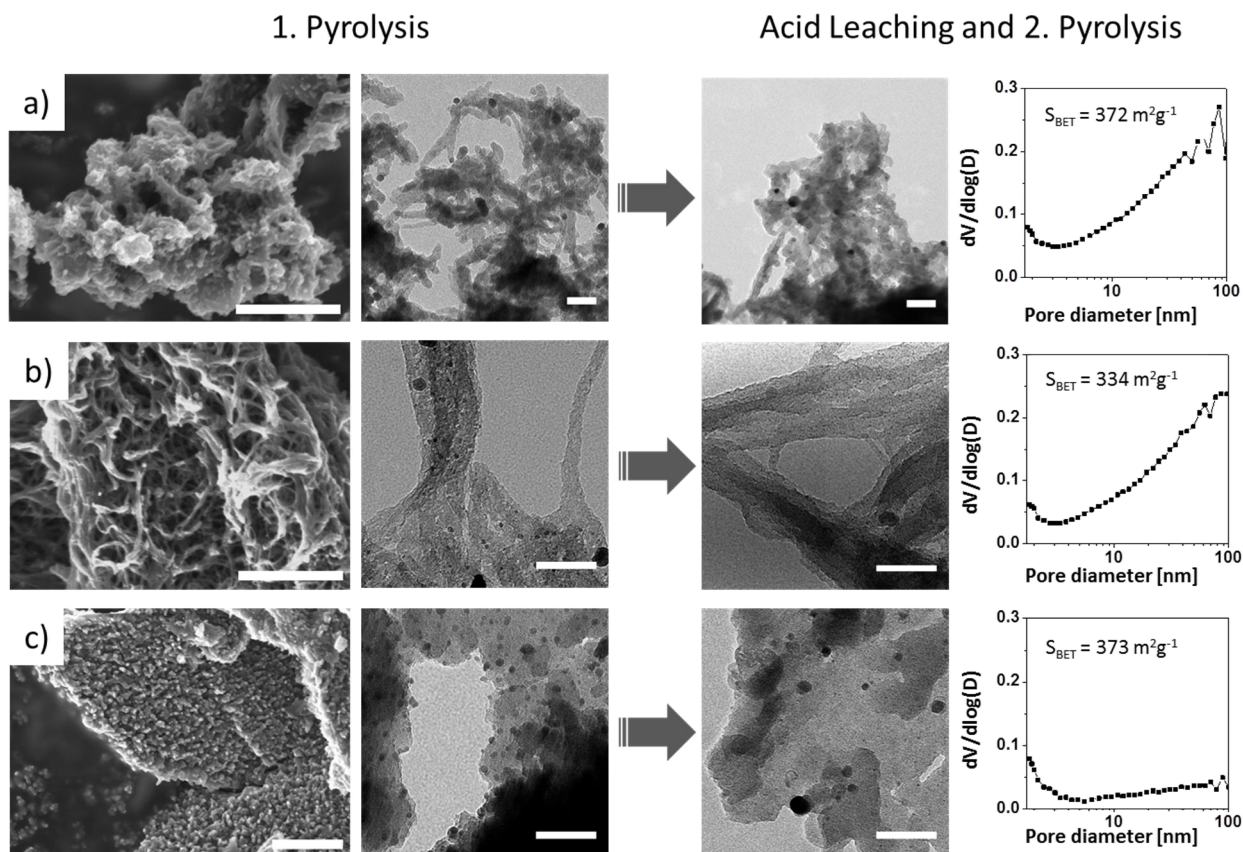 1. Pyrolysis
Acid Leaching and 2. Pyrolysis
a)
0.3
0.2
0.1
0.0
dV/dlog(D)
S_BET = 372 m²g⁻¹
10
100
Pore diameter [nm]
b)
0.3
0.2
0.1
0.0
dV/dlog(D)
S_BET = 334 m²g⁻¹
10
100
Pore diameter [nm]
c)
0.3
0.2
0.1
0.0
dV/dlog(D)
S_BET = 373 m²g⁻¹
10
100
Pore diameter [nm]